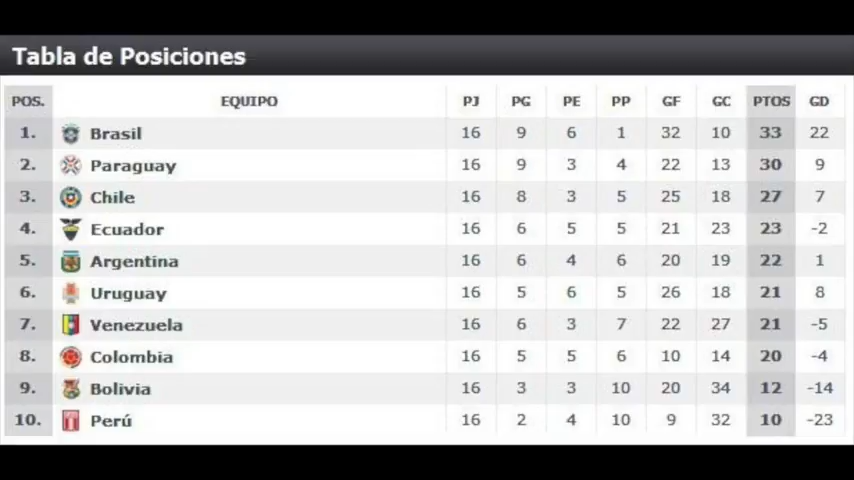 Tabla de Posiciones
POS. EQUIPO PJ PG PE PP GF GC PTOS GD
1. Brasil 16 9 6 1 32 10 33 22
2. Paraguay 16 9 3 4 22 13 30 9
3. Chile 16 8 3 5 25 18 27 7
4. Ecuador 16 6 5 5 21 23 23 -2
5. Argentina 16 6 4 6 20 19 22 1
6. Uruguay 16 5 6 5 26 18 21 8
7. Venezuela 16 6 3 7 22 27 21 -5
8. Colombia 16 5 5 6 10 14 20 -4
9. Bolivia 16 3 3 10 20 34 12 -14
10. Perú 16 2 4 10 9 32 10 -23